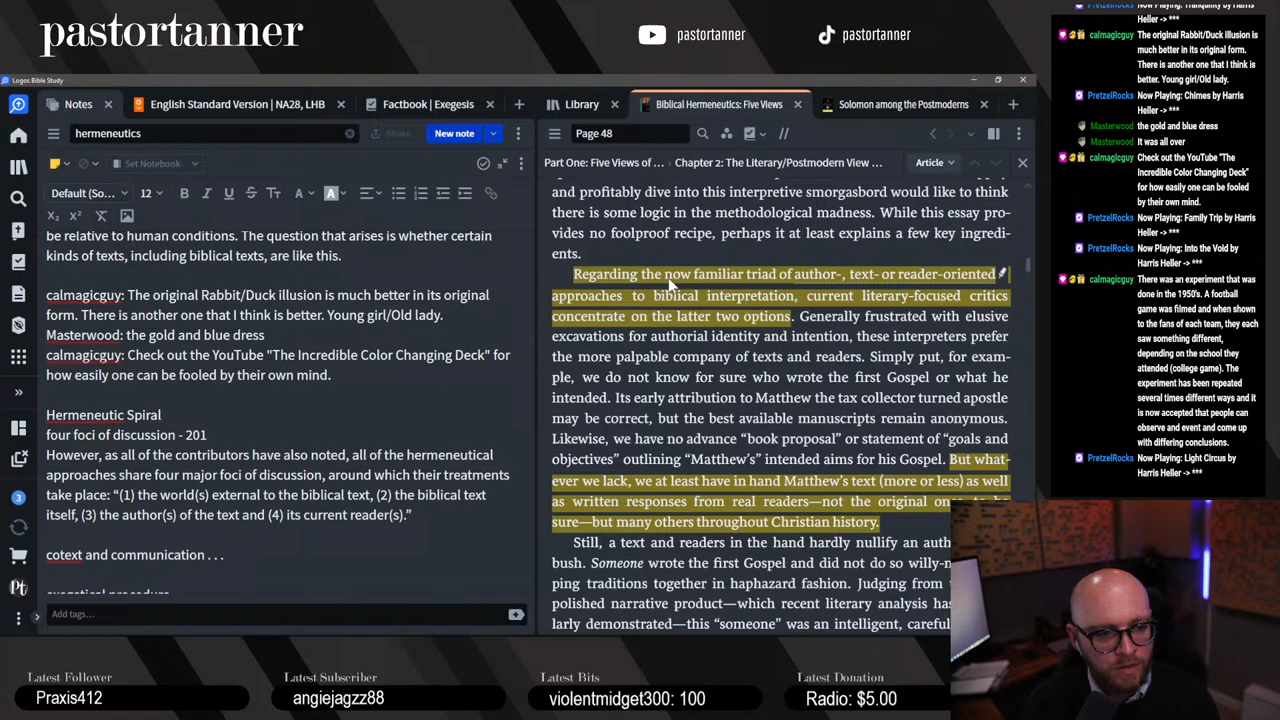 pastortanner
pastortanner
pastortanner
Logos Bible Study
Notes
English Standard Version | NA28, LHB
Factbook | Exegesis
Library
Biblical Hermeneutics: Five Views
Solomon among the Postmoderns
hermeneutics
Share
New note
Page 48
Set Notebook
Part One: Five Views of ... › Chapter 2: The Literary/Postmodern View ...
Article
Default (So...
12
be relative to human conditions. The question that arises is whether certain
kinds of texts, including biblical texts, are like this.
calmagicguy: The original Rabbit/Duck illusion is much better in its original
form. There is another one that I think is better. Young girl/Old lady.
Masterwood: the gold and blue dress
calmagicguy: Check out the YouTube "The Incredible Color Changing Deck" for
how easily one can be fooled by their own mind.
Hermeneutic Spiral
four foci of discussion - 201
However, as all of the contributors have also noted, all of the hermeneutical
approaches share four major foci of discussion, around which their treatments
take place: “(1) the world(s) external to the biblical text, (2) the biblical text
itself, (3) the author(s) of the text and (4) its current reader(s).”
cotext and communication . . .
exegetical procedure
Add tags...
3
Pt
and profitably dive into this interpretive smorgasbord would like to think
there is some logic in the methodological madness. While this essay pro-
vides no foolproof recipe, perhaps it at least explains a few key ingredi-
ents.
Regarding the now familiar triad of author-, text- or reader-oriented
approaches to biblical interpretation, current literary-focused critics
concentrate on the latter two options. Generally frustrated with elusive
excavations for authorial identity and intention, these interpreters prefer
the more palpable company of texts and readers. Simply put, for exam-
ple, we do not know for sure who wrote the first Gospel or what he
intended. Its early attribution to Matthew the tax collector turned apostle
may be correct, but the best available manuscripts remain anonymous.
Likewise, we have no advance “book proposal” or statement of “goals and
objectives” outlining “Matthew’s” intended aims for his Gospel. But what-
ever we lack, we at least have in hand Matthew’s text (more or less) as well
as written responses from real readers—not the original ones to be
sure—but many others throughout Christian history.
Still, a text and readers in the hand hardly nullify an auth
bush. Someone wrote the first Gospel and did not do so willy-n
ping traditions together in haphazard fashion. Judging from
polished narrative product—which recent literary analysis has
larly demonstrated—this “someone” was an intelligent, careful
PretzelRocks Now Playing: Tranquility by Harris
Heller -> ***
calmagicguy The original Rabbit/Duck illusion is
much better in its original form.
There is another one that I think is
better. Young girl/Old lady.
PretzelRocks Now Playing: Chimes by Harris
Heller -> ***
Masterwood the gold and blue dress
Masterwood It was all over
calmagicguy Check out the YouTube "The
Incredible Color Changing Deck"
for how easily one can be fooled
by their own mind.
PretzelRocks Now Playing: Family Trip by Harris
Heller -> ***
PretzelRocks Now Playing: Into the Void by Harris
Heller -> ***
calmagicguy There was an experiment that was
done in the 1950's. A football
game was filmed and when shown
to the fans of each team, they each
saw something different,
depending on the school they
attended (college game). The
experiment has been repeated
several times different ways and it
is now accepted that people can
observe and event and come up
with differing conclusions.
PretzelRocks Now Playing: Light Circus by
Harris Heller -> ***
Latest Follower
Praxis412
Latest Subscriber
angiejagzz88
Latest Bits
violentmidget300: 100
Latest Donation
Radio: $5.00